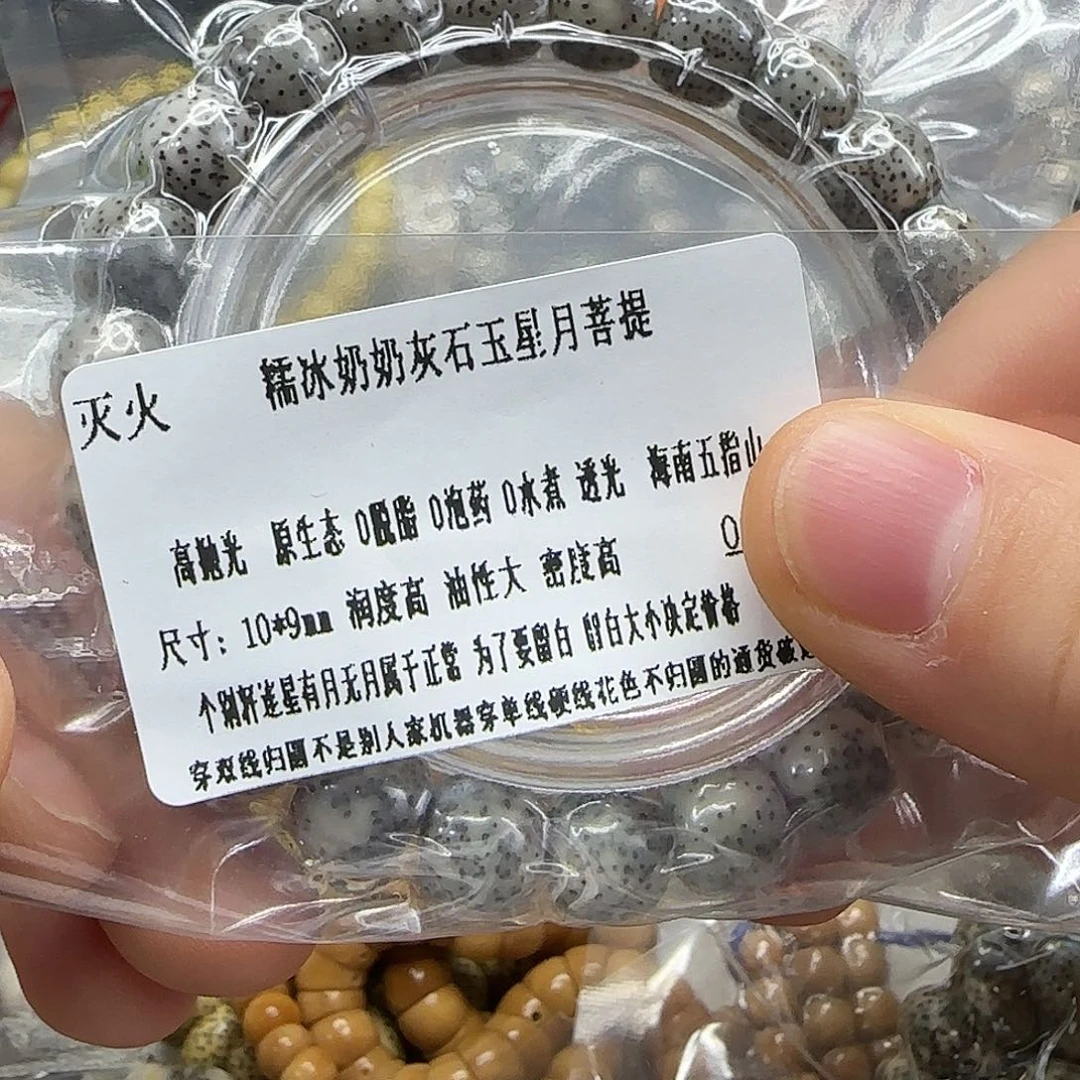 糯冰奶奶灰石玉星月菩提
灭火
高抛光 原生态 0脱脂 0泡药 0水煮 透光 海南五指山
0
尺寸：10*9mm 润度高 油性大 密度高
个别籽连星有月无月属于正常 为了要留白 留白大小决定价格
穿双线归圆不是别人家机器穿单线硬线花色不归圆的通货破